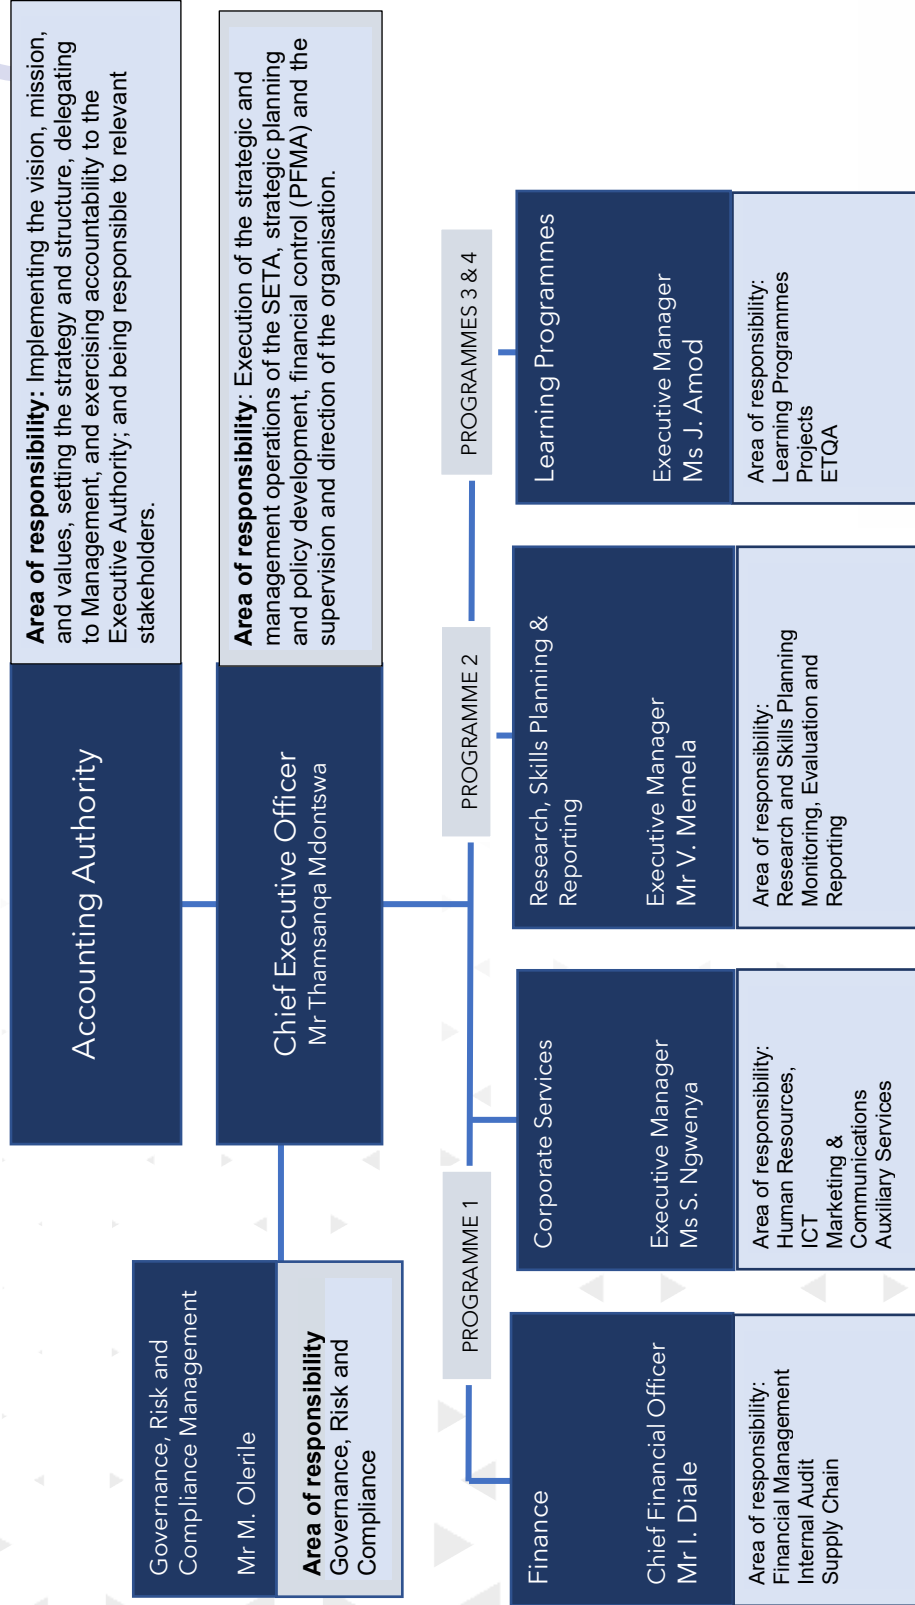 Accounting Authority
Area of responsibility: Implementing the vision, mission,
and values, setting the strategy and structure, delegating
to Management, and exercising accountability to the
Executive Authority; and being responsible to relevant
stakeholders.
Chief Executive Officer
Mr Thamsanqa Mdontswa
Area of responsibility: Execution of the strategic and
management operations of the SETA, strategic planning
and policy development, financial control (PFMA) and the
supervision and direction of the organisation.
Governance, Risk and
Compliance Management
Mr M. Olerile
Area of responsibility
Governance, Risk and
Compliance
PROGRAMME 1
PROGRAMME 2
PROGRAMMES 3 & 4
Finance
Chief Financial Officer
Mr I. Diale
Area of responsibility:
Financial Management
Internal Audit
Supply Chain
Corporate Services
Executive Manager
Ms S. Ngwenya
Area of responsibility:
Human Resources,
ICT
Marketing &
Communications
Auxiliary Services
Research, Skills Planning &
Reporting
Executive Manager
Mr V. Memela
Area of responsibility:
Research and Skills Planning
Monitoring, Evaluation and
Reporting
Learning Programmes
Executive Manager
Ms J. Amod
Area of responsibility:
Learning Programmes
Projects
ETQA